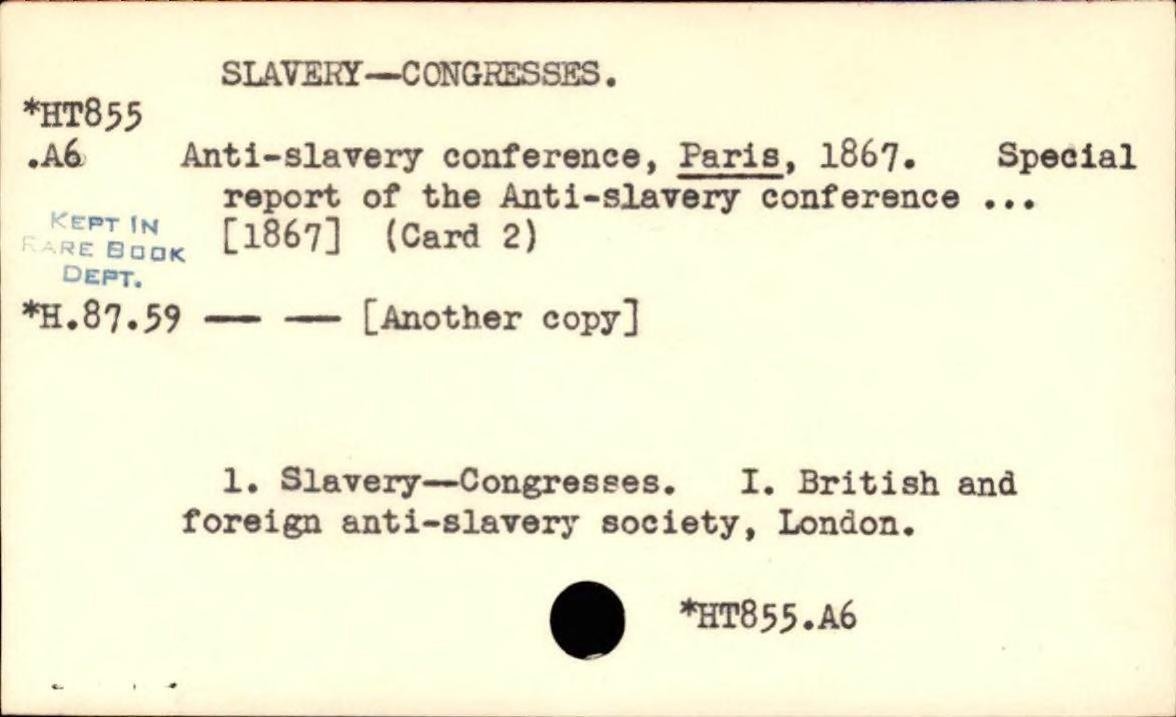 SLAVERY—CONGRESSES.
*HT855
.A6 Anti-slavery conference, Paris, 1867. Special
report of the Anti-slavery conference ...
KEPT IN
RARE BOOK
DEPT.
[1867] (Card 2)
*H.87.59 — — [Another copy]
1. Slavery—Congresses. I. British and
foreign anti-slavery society, London.
*HT855.A6